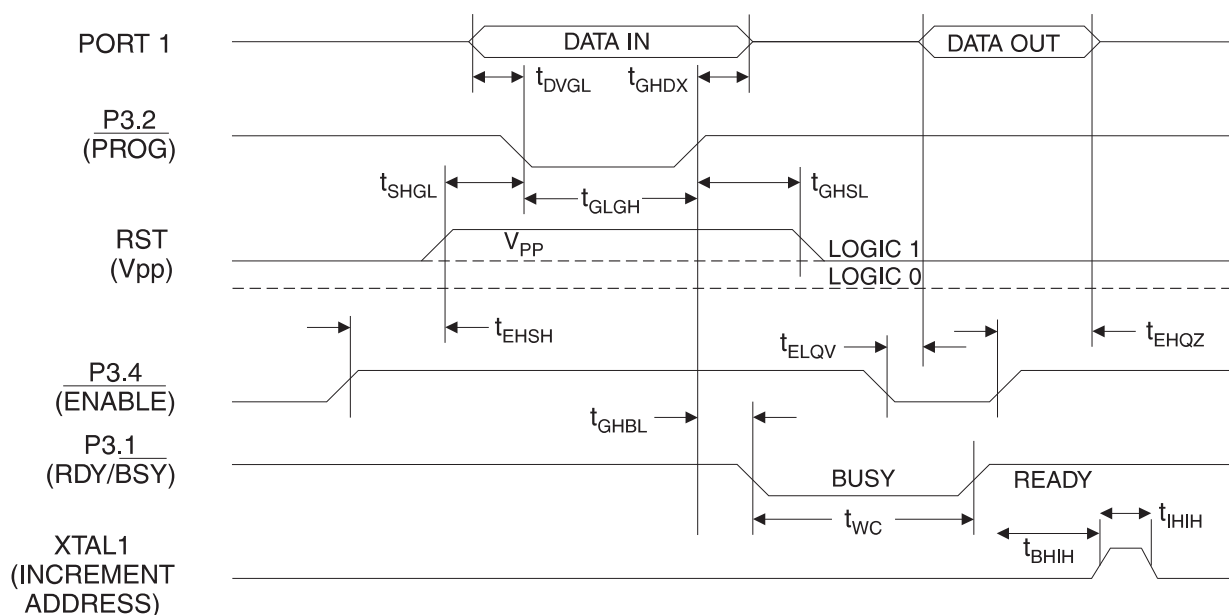 PORT 1
DATA IN
DATA OUT
tDVGL
tGHDX
P3.2
(PROG)
tSHGL
tGLGH
tGHSL
RST
(Vpp)
VPP
LOGIC 1
LOGIC 0
tEHSH
tELQV
tEHQZ
P3.4
(ENABLE)
tGHBL
P3.1
(RDY/BSY)
BUSY
READY
tWC
tIHIH
tBHIH
XTAL1
(INCREMENT
ADDRESS)